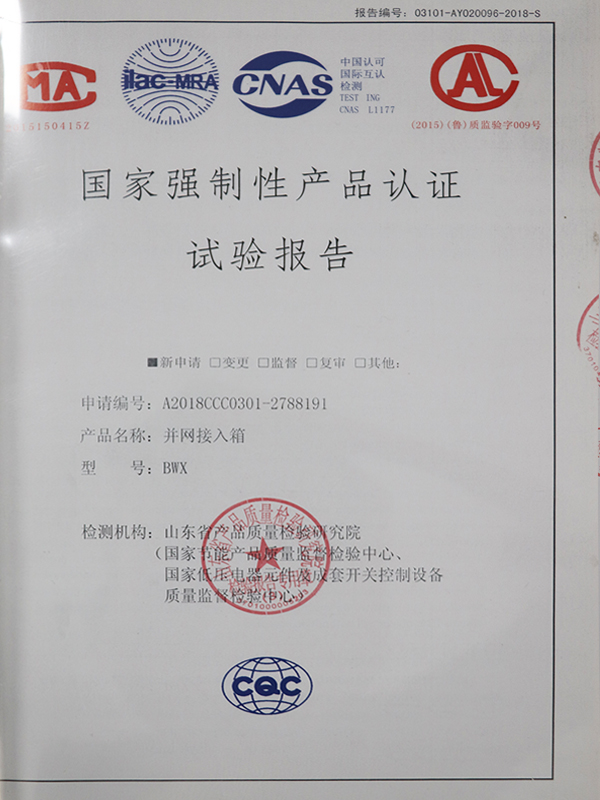 报告编号：03101-AY020096-2018-S
MA
ilac-MRA
CNAS
中国认可
国际互认
检测
TEST ING
CNAS L1177
CAL
15150415Z
(2015)(鲁)质监验字009号
国家强制性产品认证
试验报告
■新申请 □变更 □监督 □复审 □其他：
申请编号：A2018CCC0301-2788191
产品名称：并网接入箱
型 号：BWX
检测机构：山东省产品质量检验研究院
（国家节能产品质量监督检验中心、
国家低压电器元件及成套开关控制设备
质量监督检验中心）
CQC